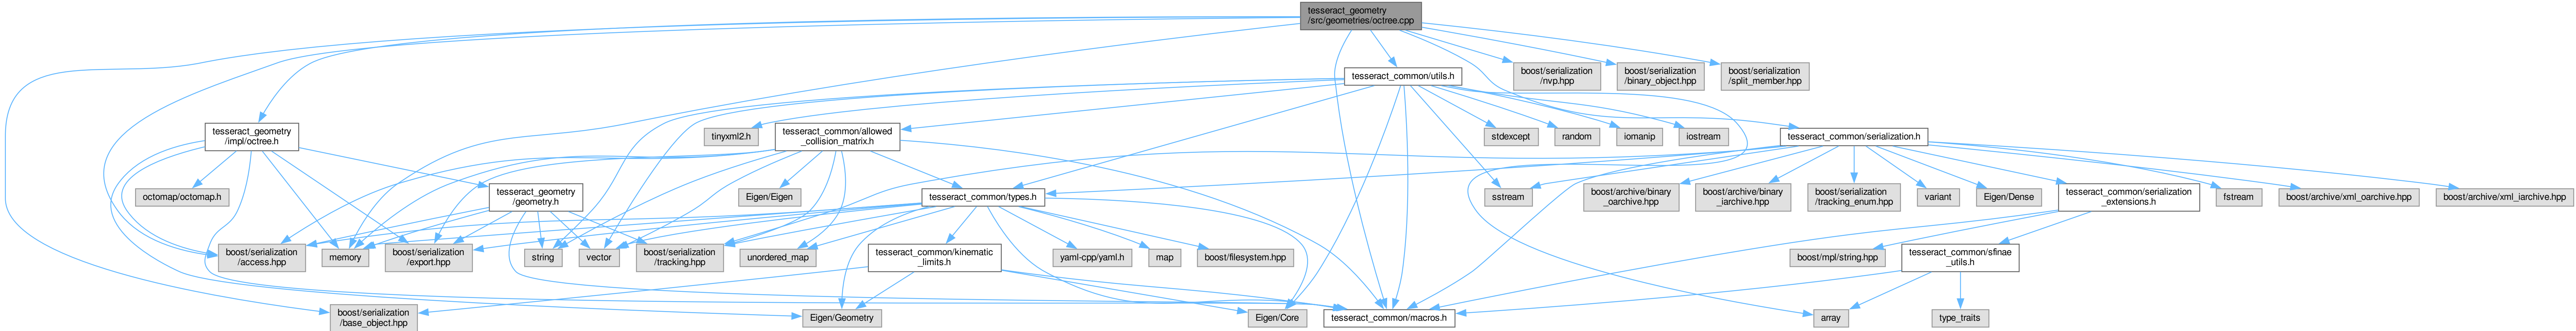 tesseract_geometry
/src/geometries/octree.cpp
tesseract_common/utils.h
boost/serialization
/nvp.hpp
boost/serialization
/binary_object.hpp
boost/serialization
/split_member.hpp
tesseract_geometry
/impl/octree.h
tinyxml2.h
tesseract_common/allowed
_collision_matrix.h
stdexcept
random
iomanip
iostream
tesseract_common/serialization.h
octomap/octomap.h
tesseract_geometry
/geometry.h
Eigen/Eigen
tesseract_common/types.h
sstream
boost/archive/binary
_oarchive.hpp
boost/archive/binary
_iarchive.hpp
boost/serialization
/tracking_enum.hpp
variant
Eigen/Dense
tesseract_common/serialization
_extensions.h
fstream
boost/archive/xml_oarchive.hpp
boost/archive/xml_iarchive.hpp
boost/serialization
/access.hpp
memory
boost/serialization
/export.hpp
string
vector
boost/serialization
/tracking.hpp
unordered_map
tesseract_common/kinematic
_limits.h
yaml-cpp/yaml.h
map
boost/filesystem.hpp
boost/mpl/string.hpp
tesseract_common/sfinae
_utils.h
boost/serialization
/base_object.hpp
Eigen/Geometry
Eigen/Core
tesseract_common/macros.h
array
type_traits